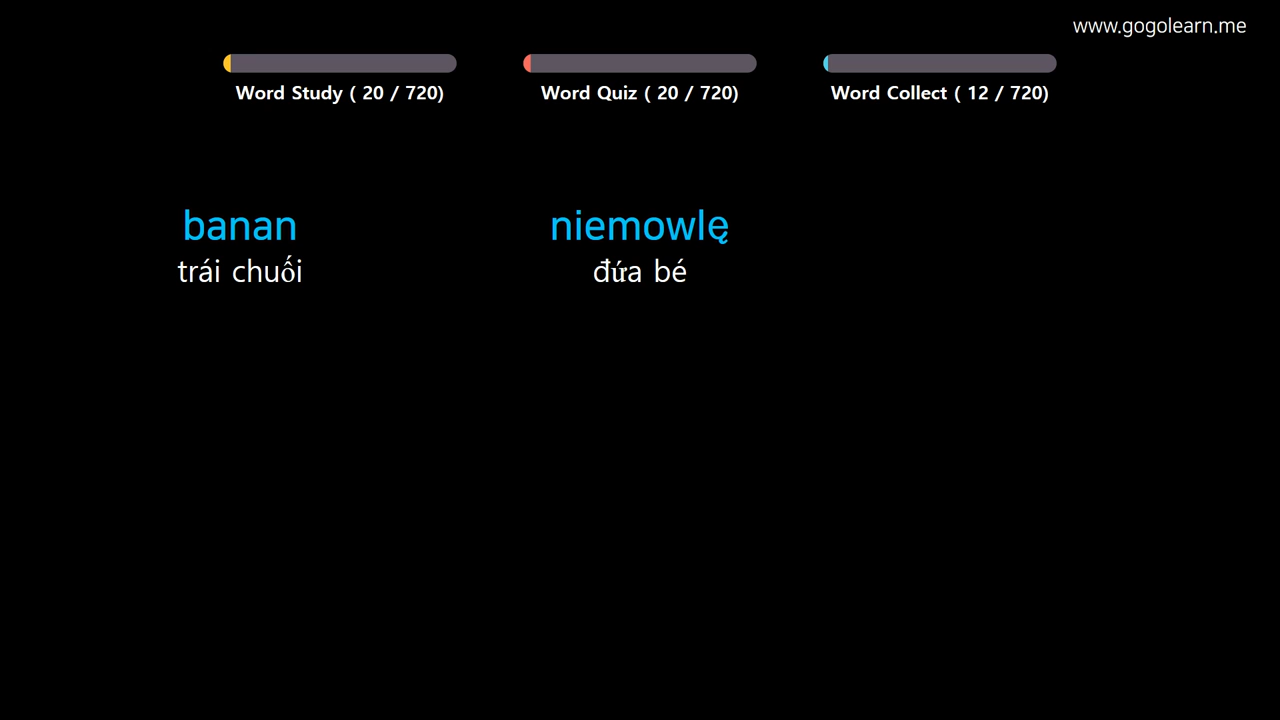 www.gogolearn.me
Word Study ( 20 / 720)
Word Quiz ( 20 / 720)
Word Collect ( 12 / 720)
banan
trái chuối
niemowlę
đứa bé